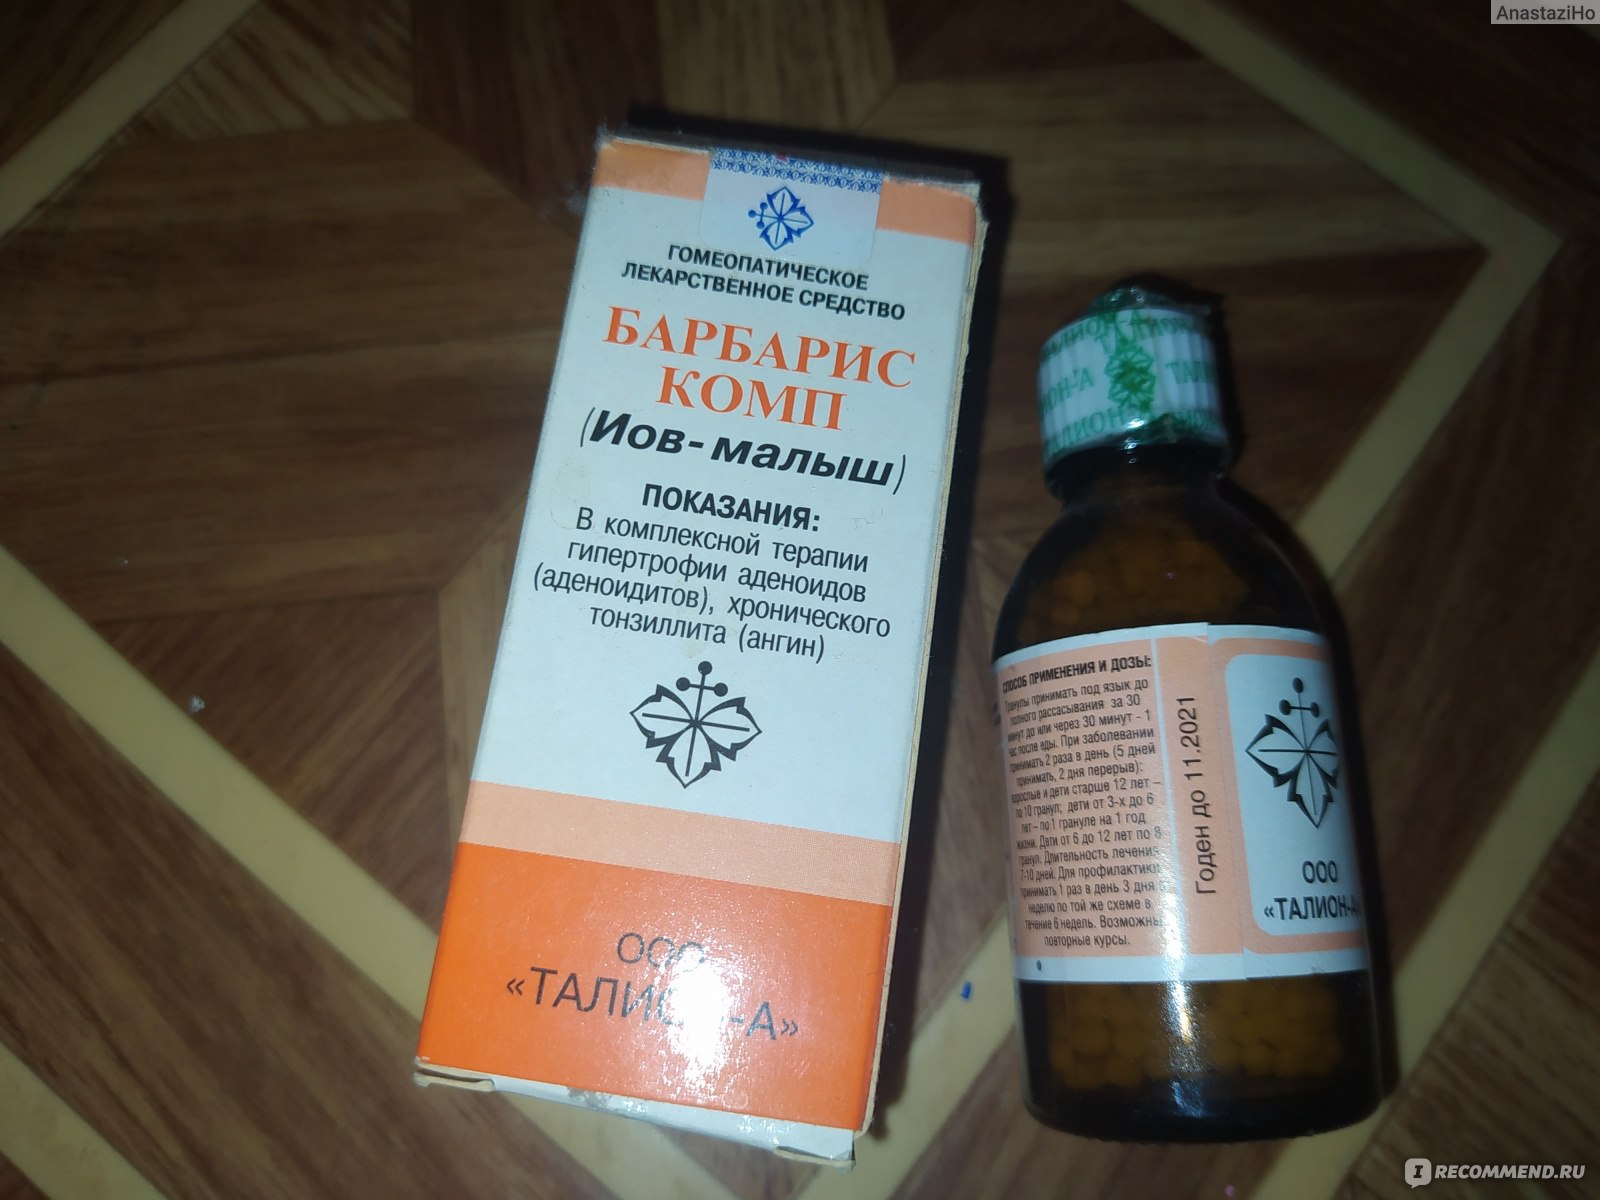 AnastaziHo
ГОМЕОПАТИЧЕСКОЕ
ЛЕКАРСТВЕННОЕ СРЕДСТВО
БАРБАРИС
КОМП
(Иов-малыш)
ПОКАЗАНИЯ:
В комплексной терапии
гипертрофии аденоидов
(аденоидитов), хронического
тонзиллита (ангин)
ООО
«ТАЛИОН-А»
СПОСОБ ПРИМЕНЕНИЯ И ДОЗЫ:
Гранулы принимать под язык до
полного рассасывания за 30
минут до или через 30 минут - 1
час после еды. При заболевании
принимать 2 раза в день (5 дней
принимать, 2 дня перерыв):
взрослые и дети старше 12 лет –
по 10 гранул; дети от 3-х до 6
лет – по 1 грануле на 1 год
жизни. Дети от 6 до 12 лет по 8
гранул. Длительность лечения
7-10 дней. Для профилактики
принимать 1 раз в день 3 дня в
неделю по той же схеме в
течение 6 недель. Возможны
повторные курсы.
Годен до 11.2021
ООО
«ТАЛИОН-А»
IRECOMMEND.RU